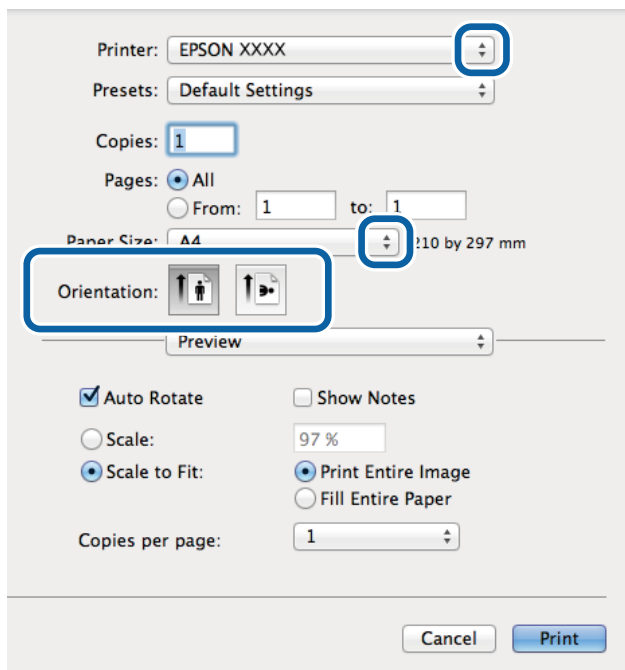 Printer: EPSON XXXX
Presets: Default Settings
Copies: 1
Pages: All
From: 1 to: 1
Paper Size: A4 210 by 297 mm
Orientation:
Preview
Auto Rotate Show Notes
Scale: 97 %
Scale to Fit: Print Entire Image
Fill Entire Paper
Copies per page: 1
Cancel Print